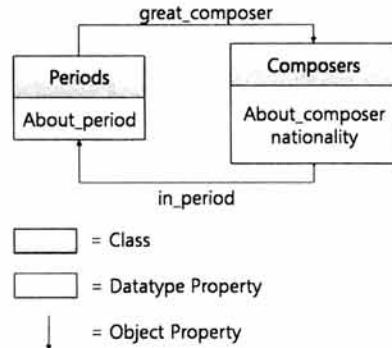 great_composer
Periods
About_period
Composers
About_composer
nationality
in_period
= Class
= Datatype Property
= Object Property